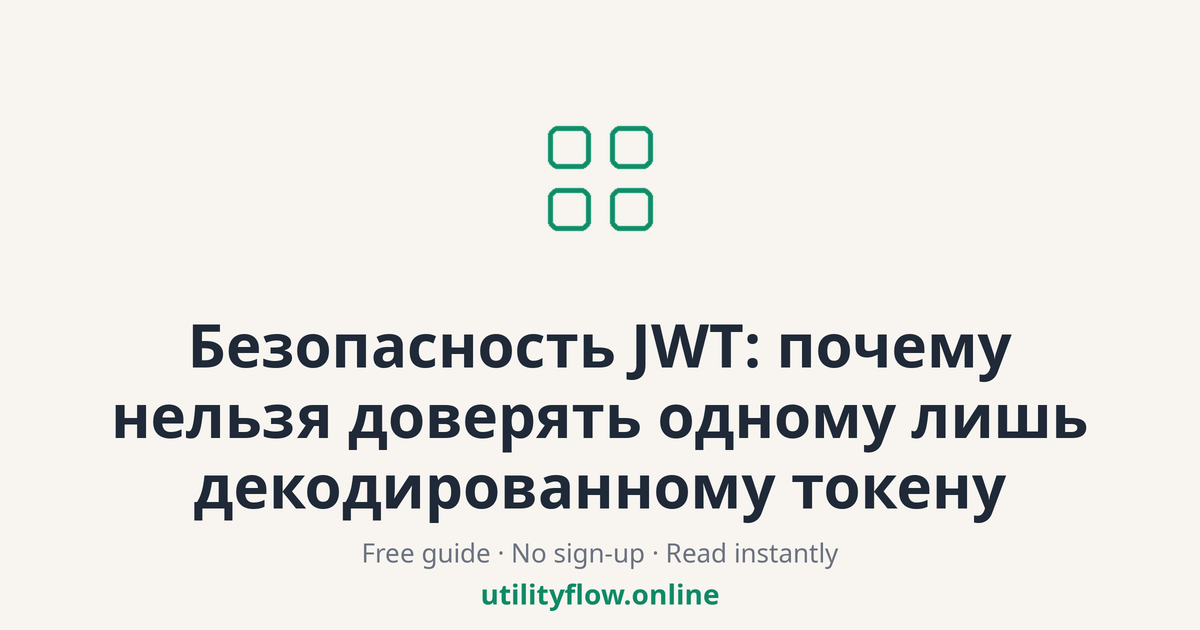 Безопасность JWT: почему
нельзя доверять одному лишь
декодированному токену
Free guide · No sign-up · Read instantly
utilityflow.online